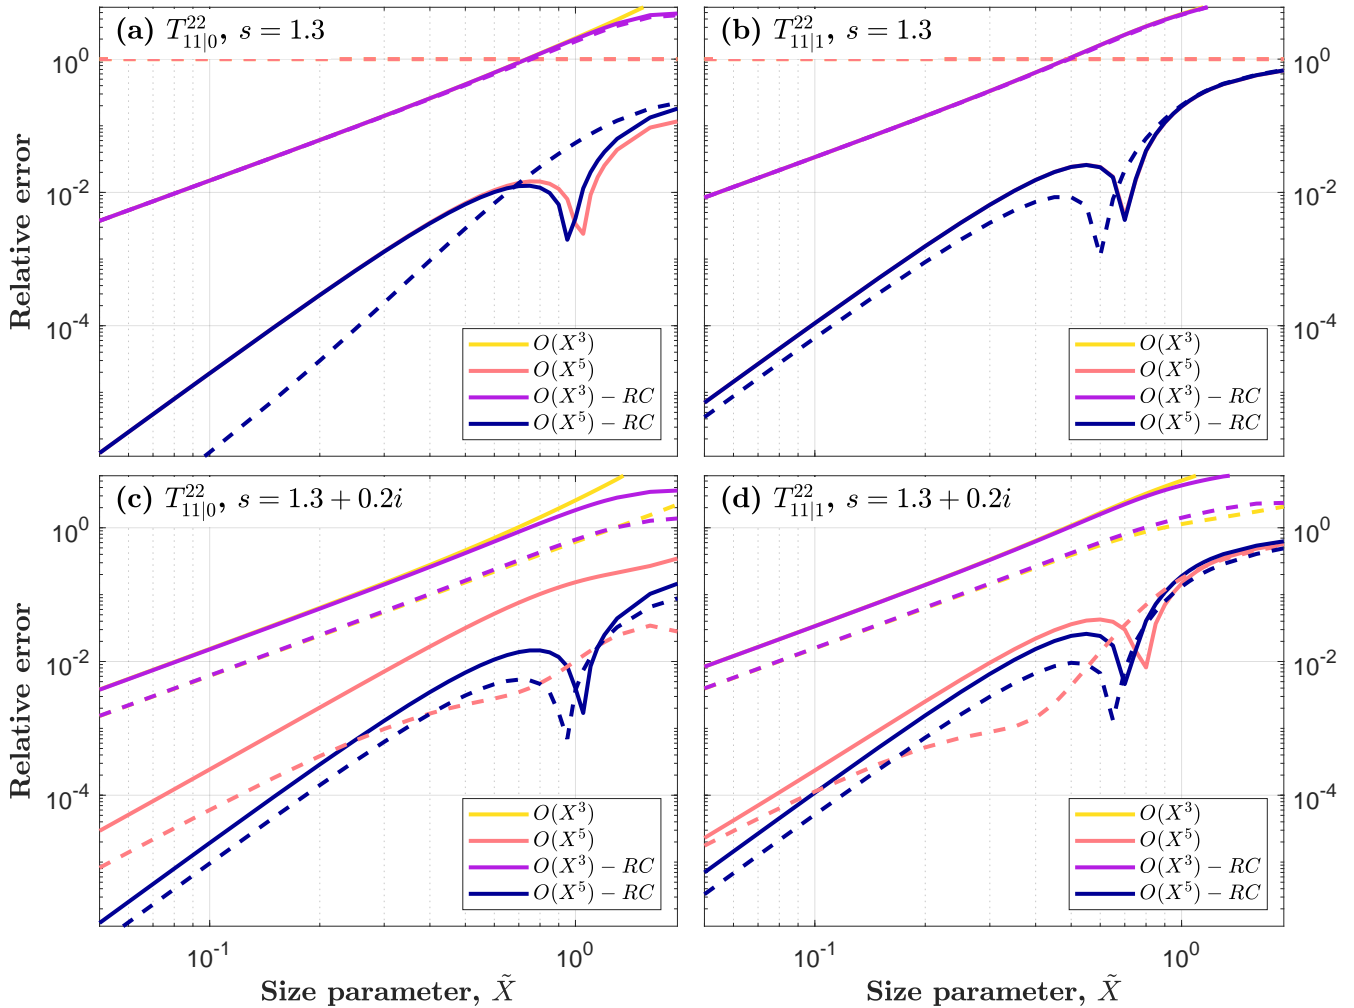 (a) $T^{22}_{11|0}$, $s = 1.3$
(b) $T^{22}_{11|1}$, $s = 1.3$
Relative error
$10^{0}$
$10^{-2}$
$10^{-4}$
$O(X^3)$
$O(X^5)$
$O(X^3) - RC$
$O(X^5) - RC$
$O(X^3)$
$O(X^5)$
$O(X^3) - RC$
$O(X^5) - RC$
$10^{0}$
$10^{-2}$
$10^{-4}$
(c) $T^{22}_{11|0}$, $s = 1.3 + 0.2i$
(d) $T^{22}_{11|1}$, $s = 1.3 + 0.2i$
Relative error
$10^{0}$
$10^{-2}$
$10^{-4}$
$O(X^3)$
$O(X^5)$
$O(X^3) - RC$
$O(X^5) - RC$
$O(X^3)$
$O(X^5)$
$O(X^3) - RC$
$O(X^5) - RC$
$10^{0}$
$10^{-2}$
$10^{-4}$
$10^{-1}$
$10^{0}$
$10^{-1}$
$10^{0}$
Size parameter, $\tilde{X}$
Size parameter, $\tilde{X}$